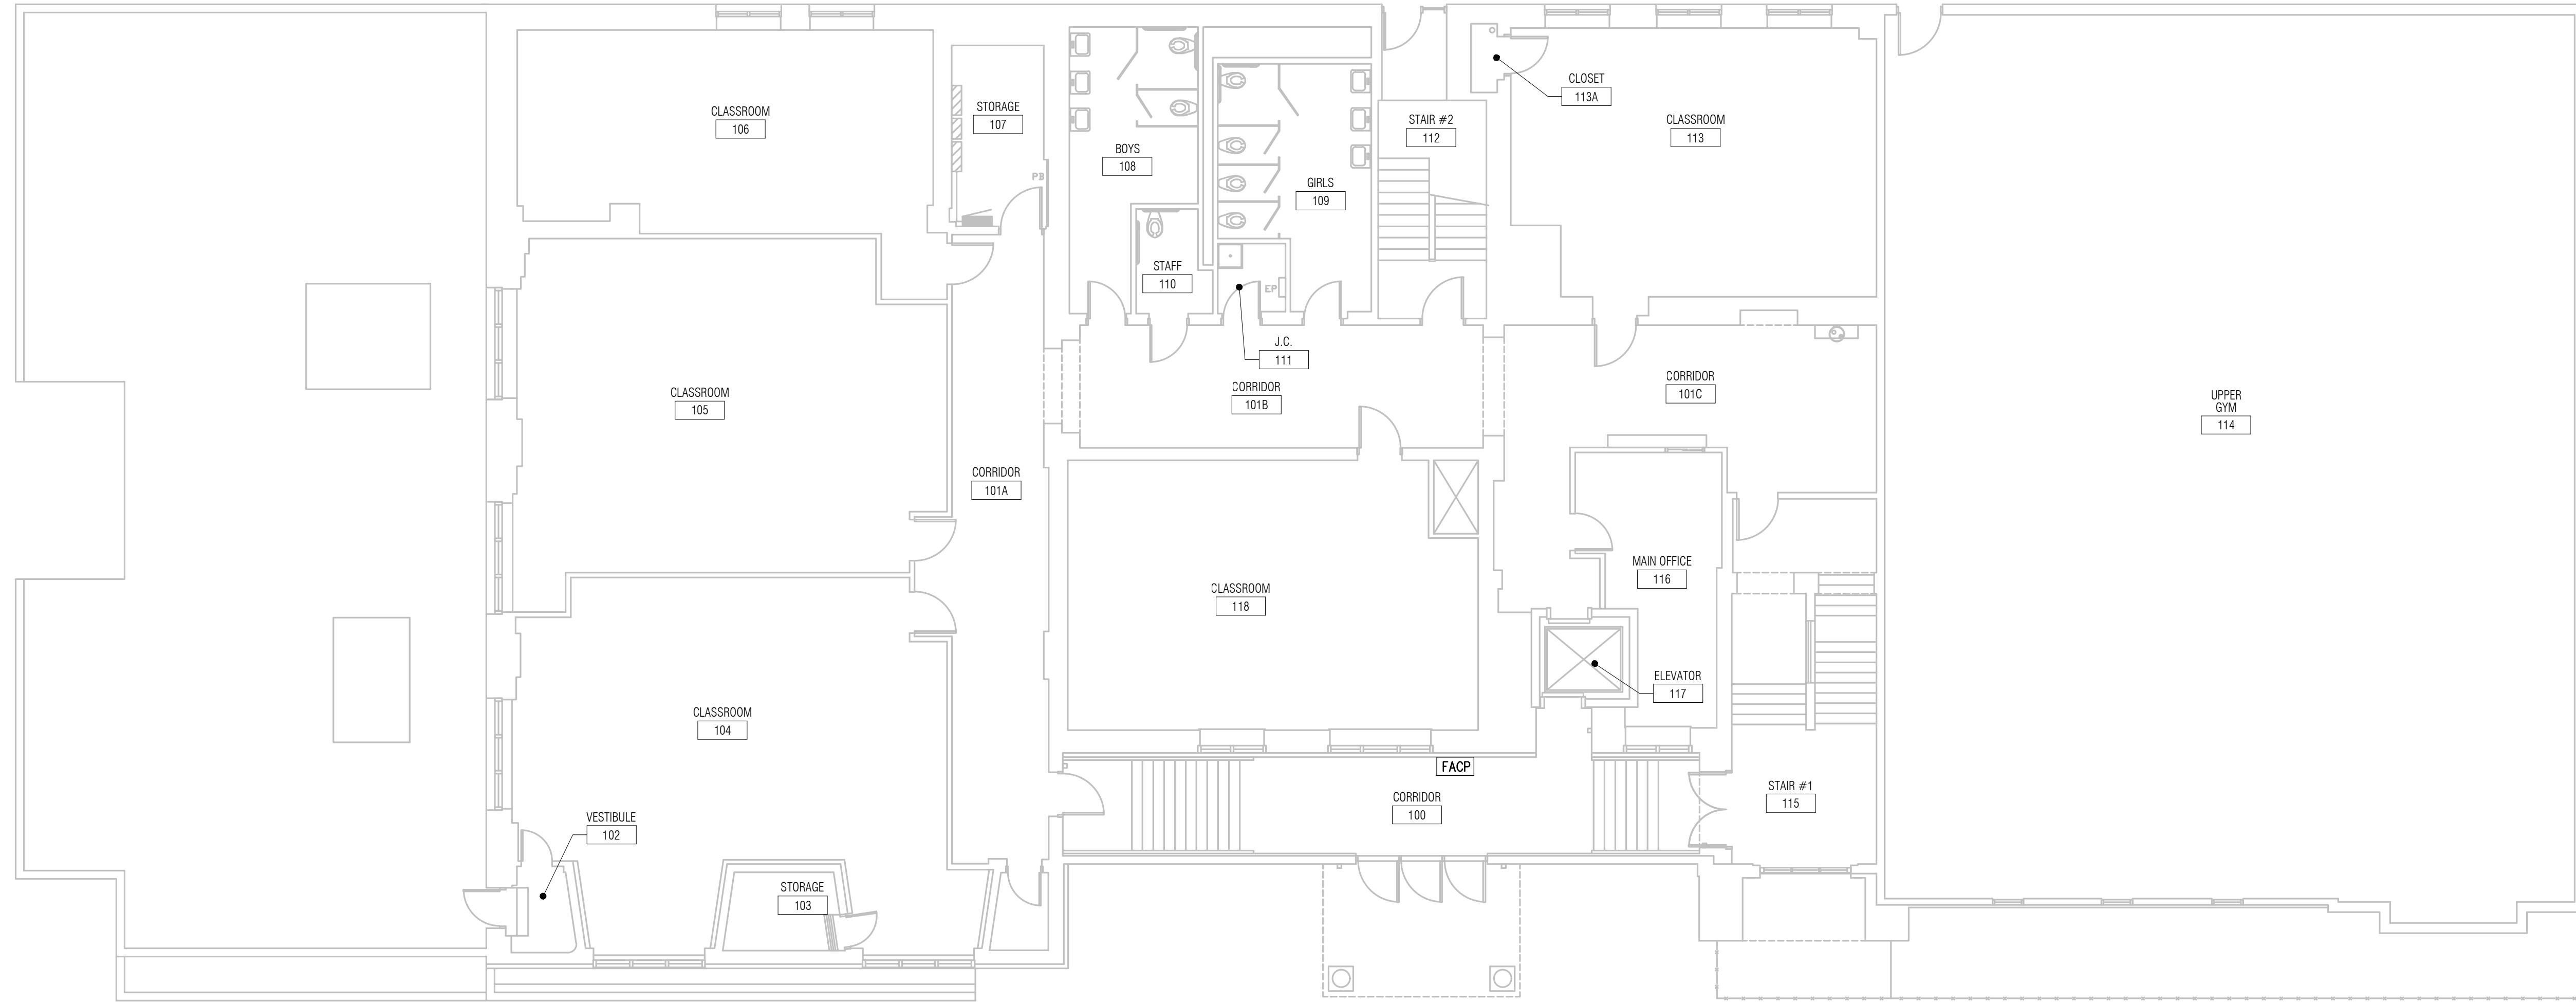 CLASSROOM
106
STORAGE
107
PB
BOYS
108
GIRLS
109
STAIR #2
112
CLOSET
113A
CLASSROOM
113
STAFF
110
EP
J.C.
111
CORRIDOR
101B
CORRIDOR
101C
UPPER
GYM
114
CLASSROOM
105
CORRIDOR
101A
CLASSROOM
118
MAIN OFFICE
116
ELEVATOR
117
CLASSROOM
104
FACP
CORRIDOR
100
STAIR #1
115
VESTIBULE
102
STORAGE
103